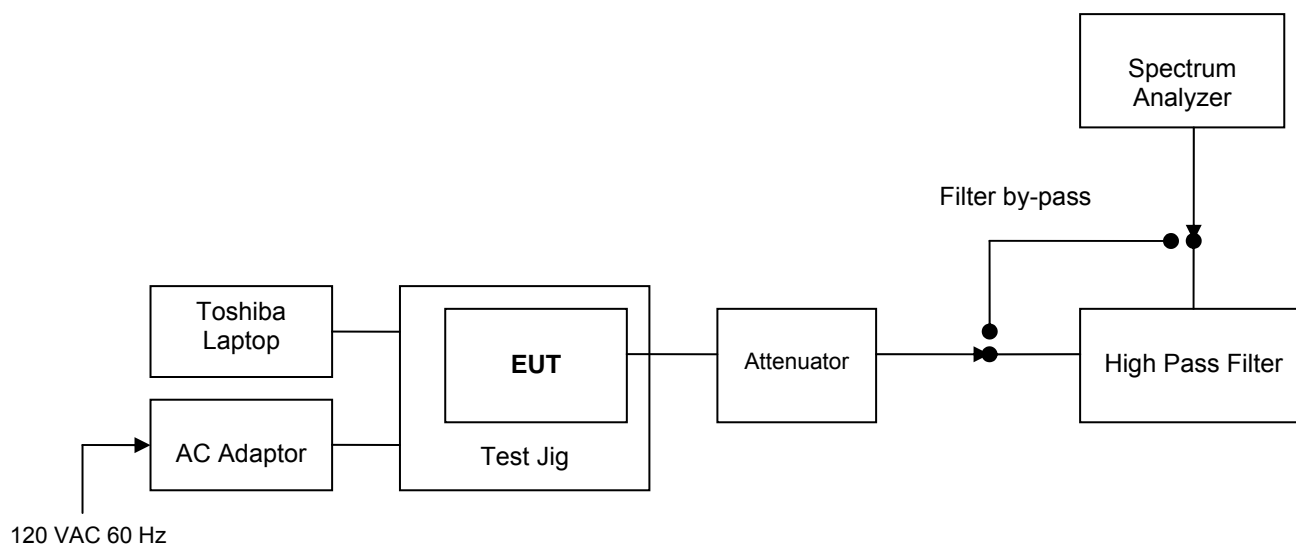 Spectrum
Analyzer
Filter by-pass
Toshiba
Laptop
EUT
Attenuator
High Pass Filter
AC Adaptor
Test Jig
120 VAC 60 Hz